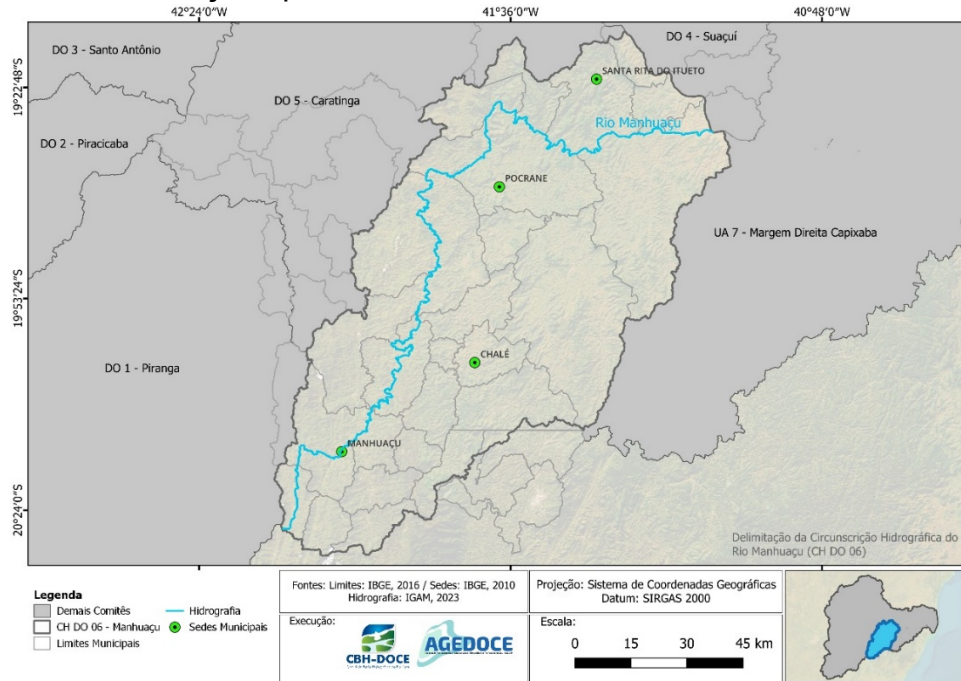 42°24'0"W
41°36'0"W
40°48'0"W
DO 3 - Santo Antônio
DO 4 - Suaçuí
19°22'48"S
SANTA RITA DO ITUETO
DO 5 - Caratinga
Rio Manhuaçu
DO 2 - Piracicaba
POCRANE
UA 7 - Margem Direita Capixaba
19°53'24"S
CHALÉ
DO 1 - Piranga
MANHUAÇU
20°24'0"S
Delimitação da Circunscrição Hidrográfica do
Rio Manhuaçu (CH DO 06)
Legenda
Demais Comitês
Hidrografia
CH DO 06 - Manhuaçu
Sedes Municipais
Limites Municipais
Fontes: Limites: IBGE, 2016 / Sedes: IBGE, 2010
Hidrografia: IGAM, 2023
Execução:
CBH-DOCE
AGEDOCE
Projeção: Sistema de Coordenadas Geográficas
Datum: SIRGAS 2000
Escala:
0 15 30 45 km